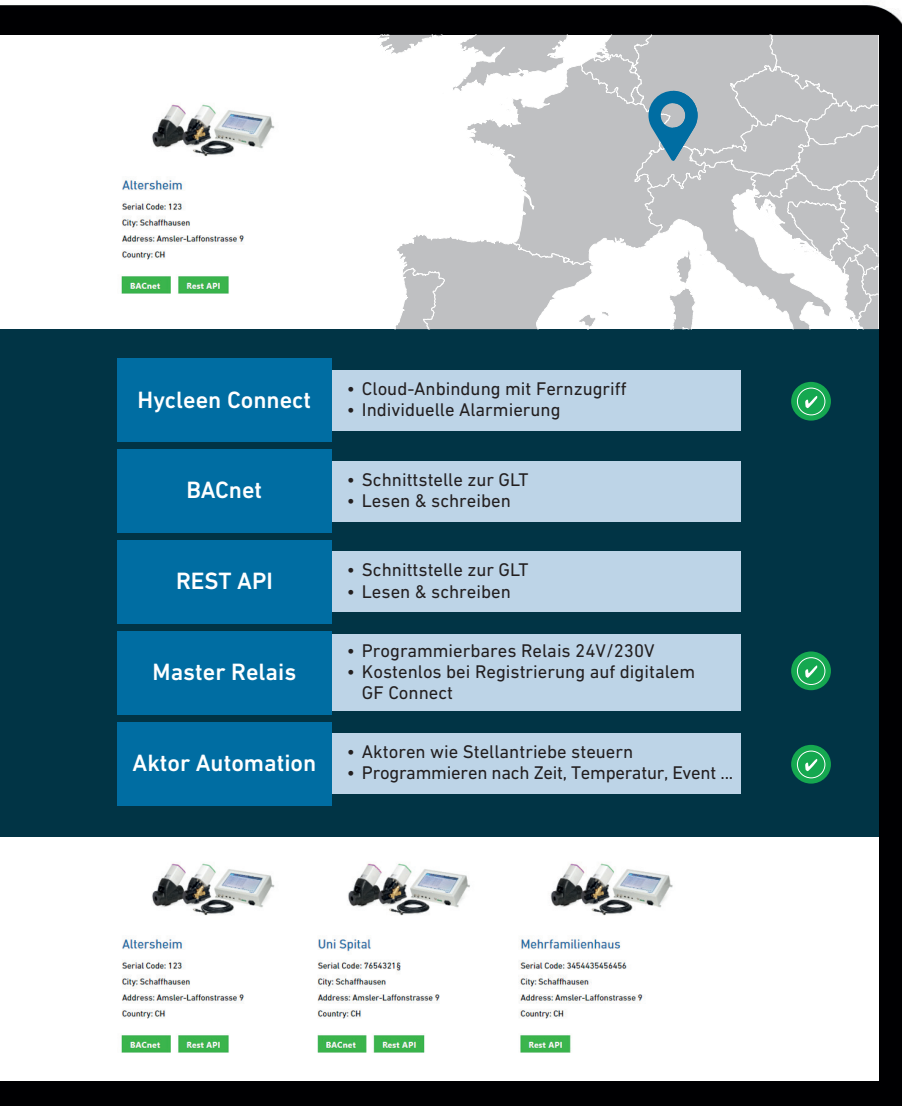 Altersheim
Serial Code: 123
City: Schaffhausen
Address: Amsler-Laffonstrasse 9
Country: CH
BACnet Rest API
Hycleen Connect
• Cloud-Anbindung mit Fernzugriff
• Individuelle Alarmierung
BACnet
• Schnittstelle zur GLT
• Lesen & schreiben
REST API
• Schnittstelle zur GLT
• Lesen & schreiben
Master Relais
• Programmierbares Relais 24V/230V
• Kostenlos bei Registrierung auf digitalem
GF Connect
Aktor Automation
• Aktoren wie Stellantriebe steuern
• Programmieren nach Zeit, Temperatur, Event ...
Altersheim
Serial Code: 123
City: Schaffhausen
Address: Amsler-Laffonstrasse 9
Country: CH
BACnet Rest API
Uni Spital
Serial Code: 7654321§
City: Schaffhausen
Address: Amsler-Laffonstrasse 9
Country: CH
BACnet Rest API
Mehrfamilienhaus
Serial Code: 3454435456456
City: Schaffhausen
Address: Amsler-Laffonstrasse 9
Country: CH
Rest API